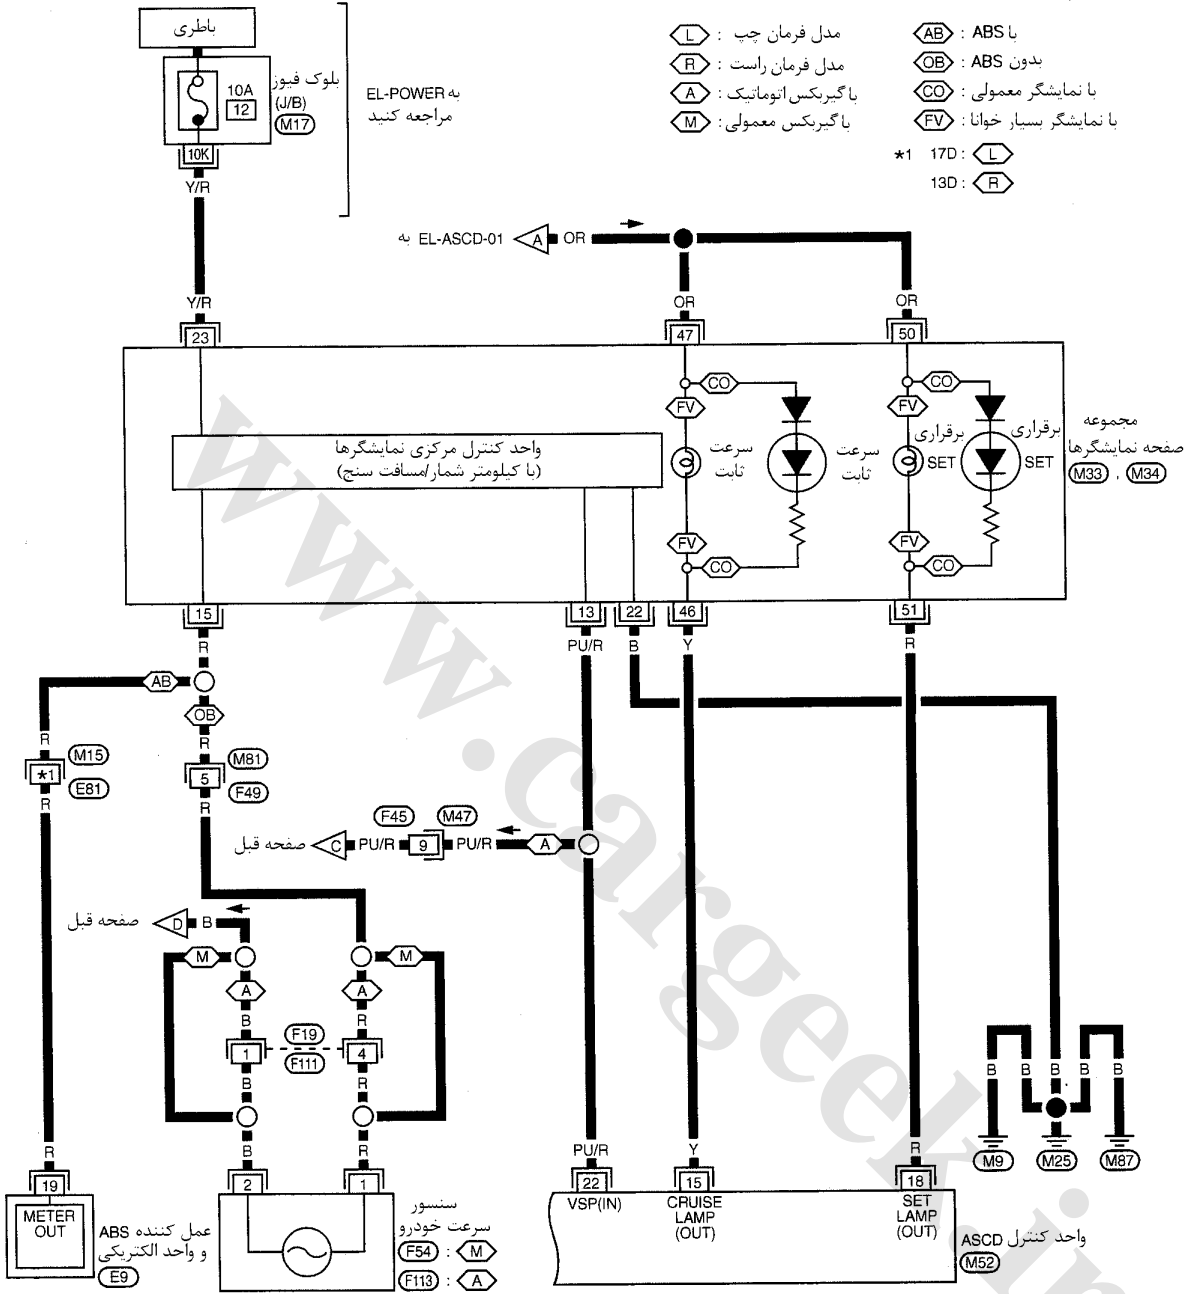 باطری
بلوک فیوز
(J/B)
M17
10A
12
10K
Y/R
به EL-POWER
مراجعه کنید
L : مدل فرمان چپ
R : مدل فرمان راست
A : با گیربکس اتوماتیک
M : با گیربکس معمولی
AB : با ABS
OB : بدون ABS
CO : با نمایشگر معمولی
FV : با نمایشگر بسیار خوانا
*1 17D : L
13D : R
به EL-ASCD-01 A OR
Y/R
OR
OR
23
47
50
CO
CO
FV
FV
مجموعه
صفحه نمایشگرها
M33 , M34
واحد کنترل مرکزی نمایشگرها
(با کیلومتر شمار/مسافت سنج)
سرعت
ثابت
سرعت
ثابت
برقراری
SET
برقراری
SET
FV
FV
CO
CO
15
13
22
46
51
R
PU/R
B
Y
R
AB
OB
R
R
M15
*1
E81
R
M81
5
F49
R
F45
M47
صفحه قبل C PU/R 9 PU/R A
صفحه قبل D B
M
M
A
A
B
R
F19
1
4
F111
B
R
B
B
B
B
B
M9
M25
M87
R
B
R
PU/R
Y
R
19
2
1
22
15
18
METER
OUT
عمل کننده ABS
و واحد الکتریکی
E9
سنسور
سرعت خودرو
F54 : M
F113 : A
VSP(IN)
CRUISE
LAMP
(OUT)
SET
LAMP
(OUT)
واحد کنترل ASCD
M52
www.cargeek.ir